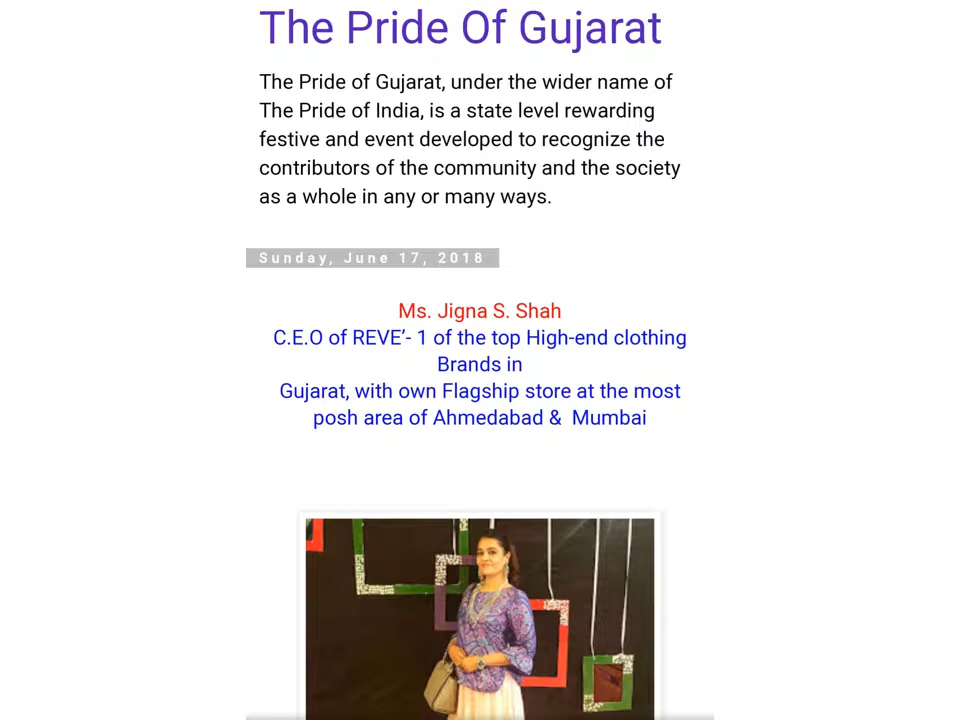 The Pride Of Gujarat
The Pride of Gujarat, under the wider name of
The Pride of India, is a state level rewarding
festive and event developed to recognize the
contributors of the community and the society
as a whole in any or many ways.
Sunday, June 17, 2018
Ms. Jigna S. Shah
C.E.O of REVE’- 1 of the top High-end clothing
Brands in
Gujarat, with own Flagship store at the most
posh area of Ahmedabad &  Mumbai